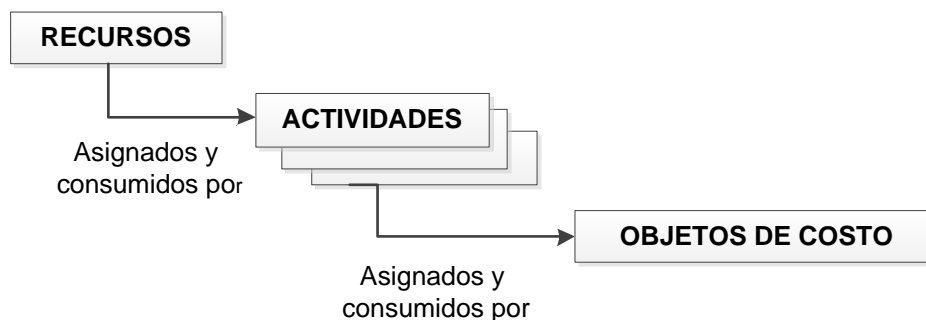 RECURSOS
ACTIVIDADES
Asignados y
consumidos por
OBJETOS DE COSTO
Asignados y
consumidos por